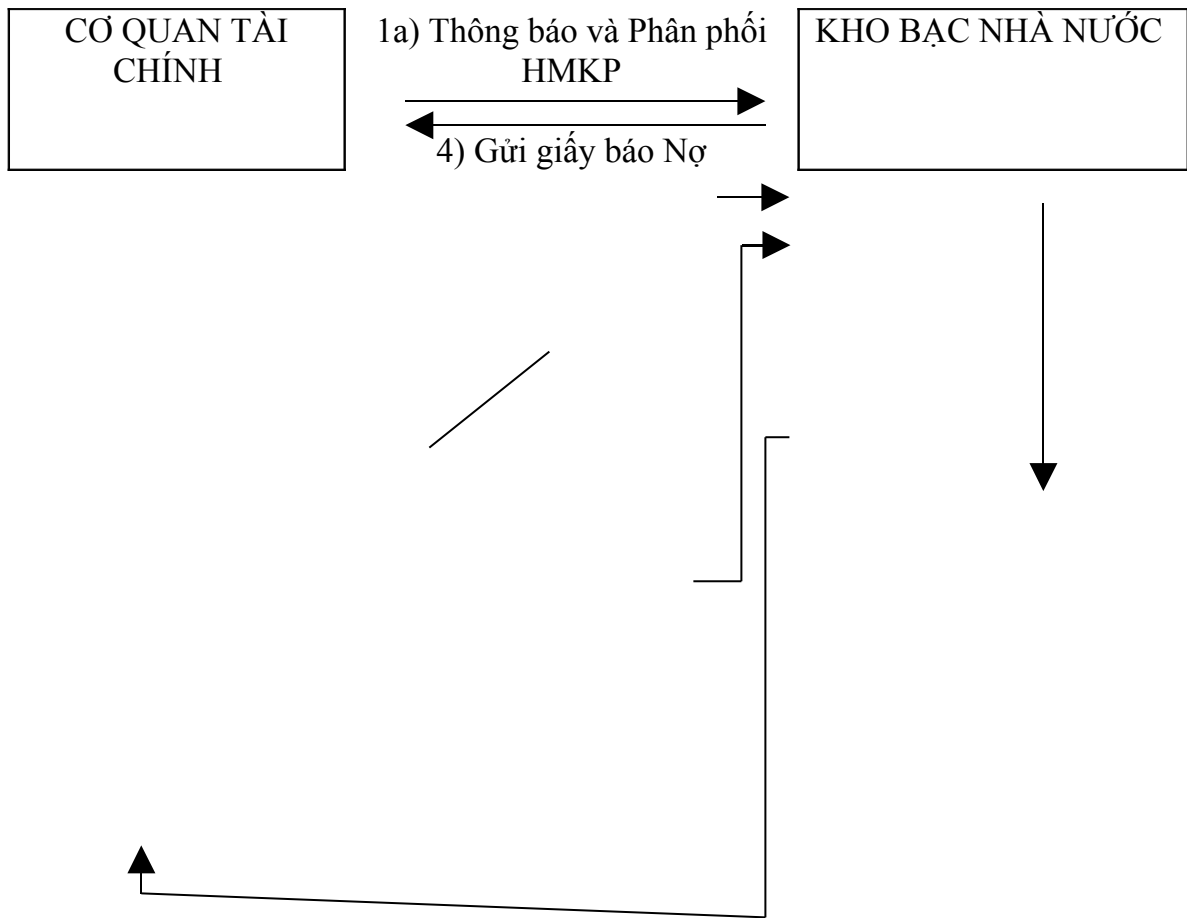 CƠ QUAN TÀI
CHÍNH
1a) Thông báo và Phân phối
HMKP
4) Gửi giấy báo Nợ
KHO BẠC NHÀ NƯỚC